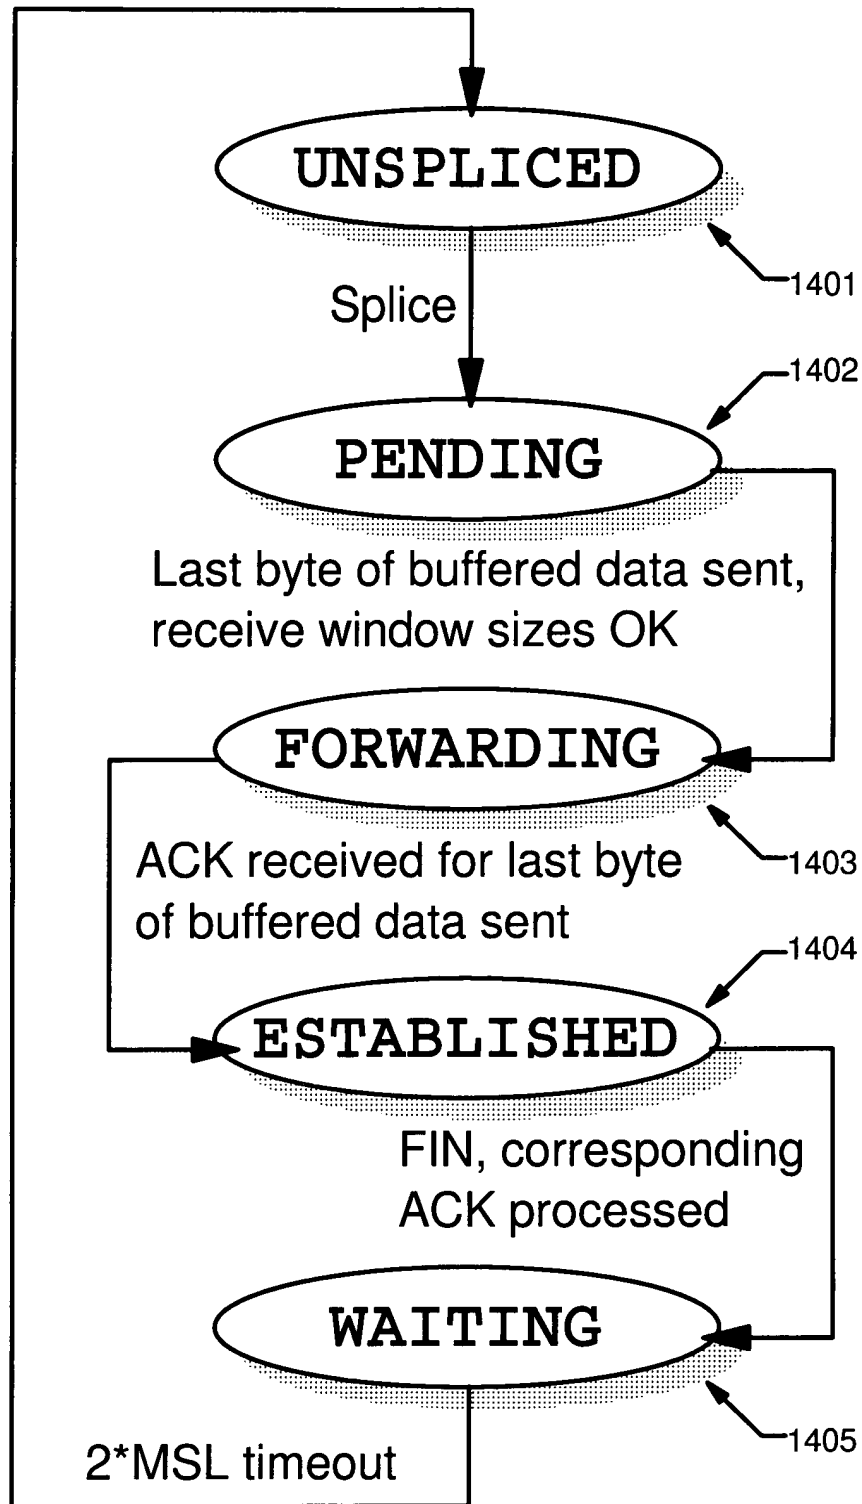 UNSPLICED
1401
Splice
1402
PENDING
Last byte of buffered data sent,
receive window sizes OK
FORWARDING
1403
ACK received for last byte
of buffered data sent
1404
ESTABLISHED
FIN, corresponding
ACK processed
WAITING
1405
2*MSL timeout